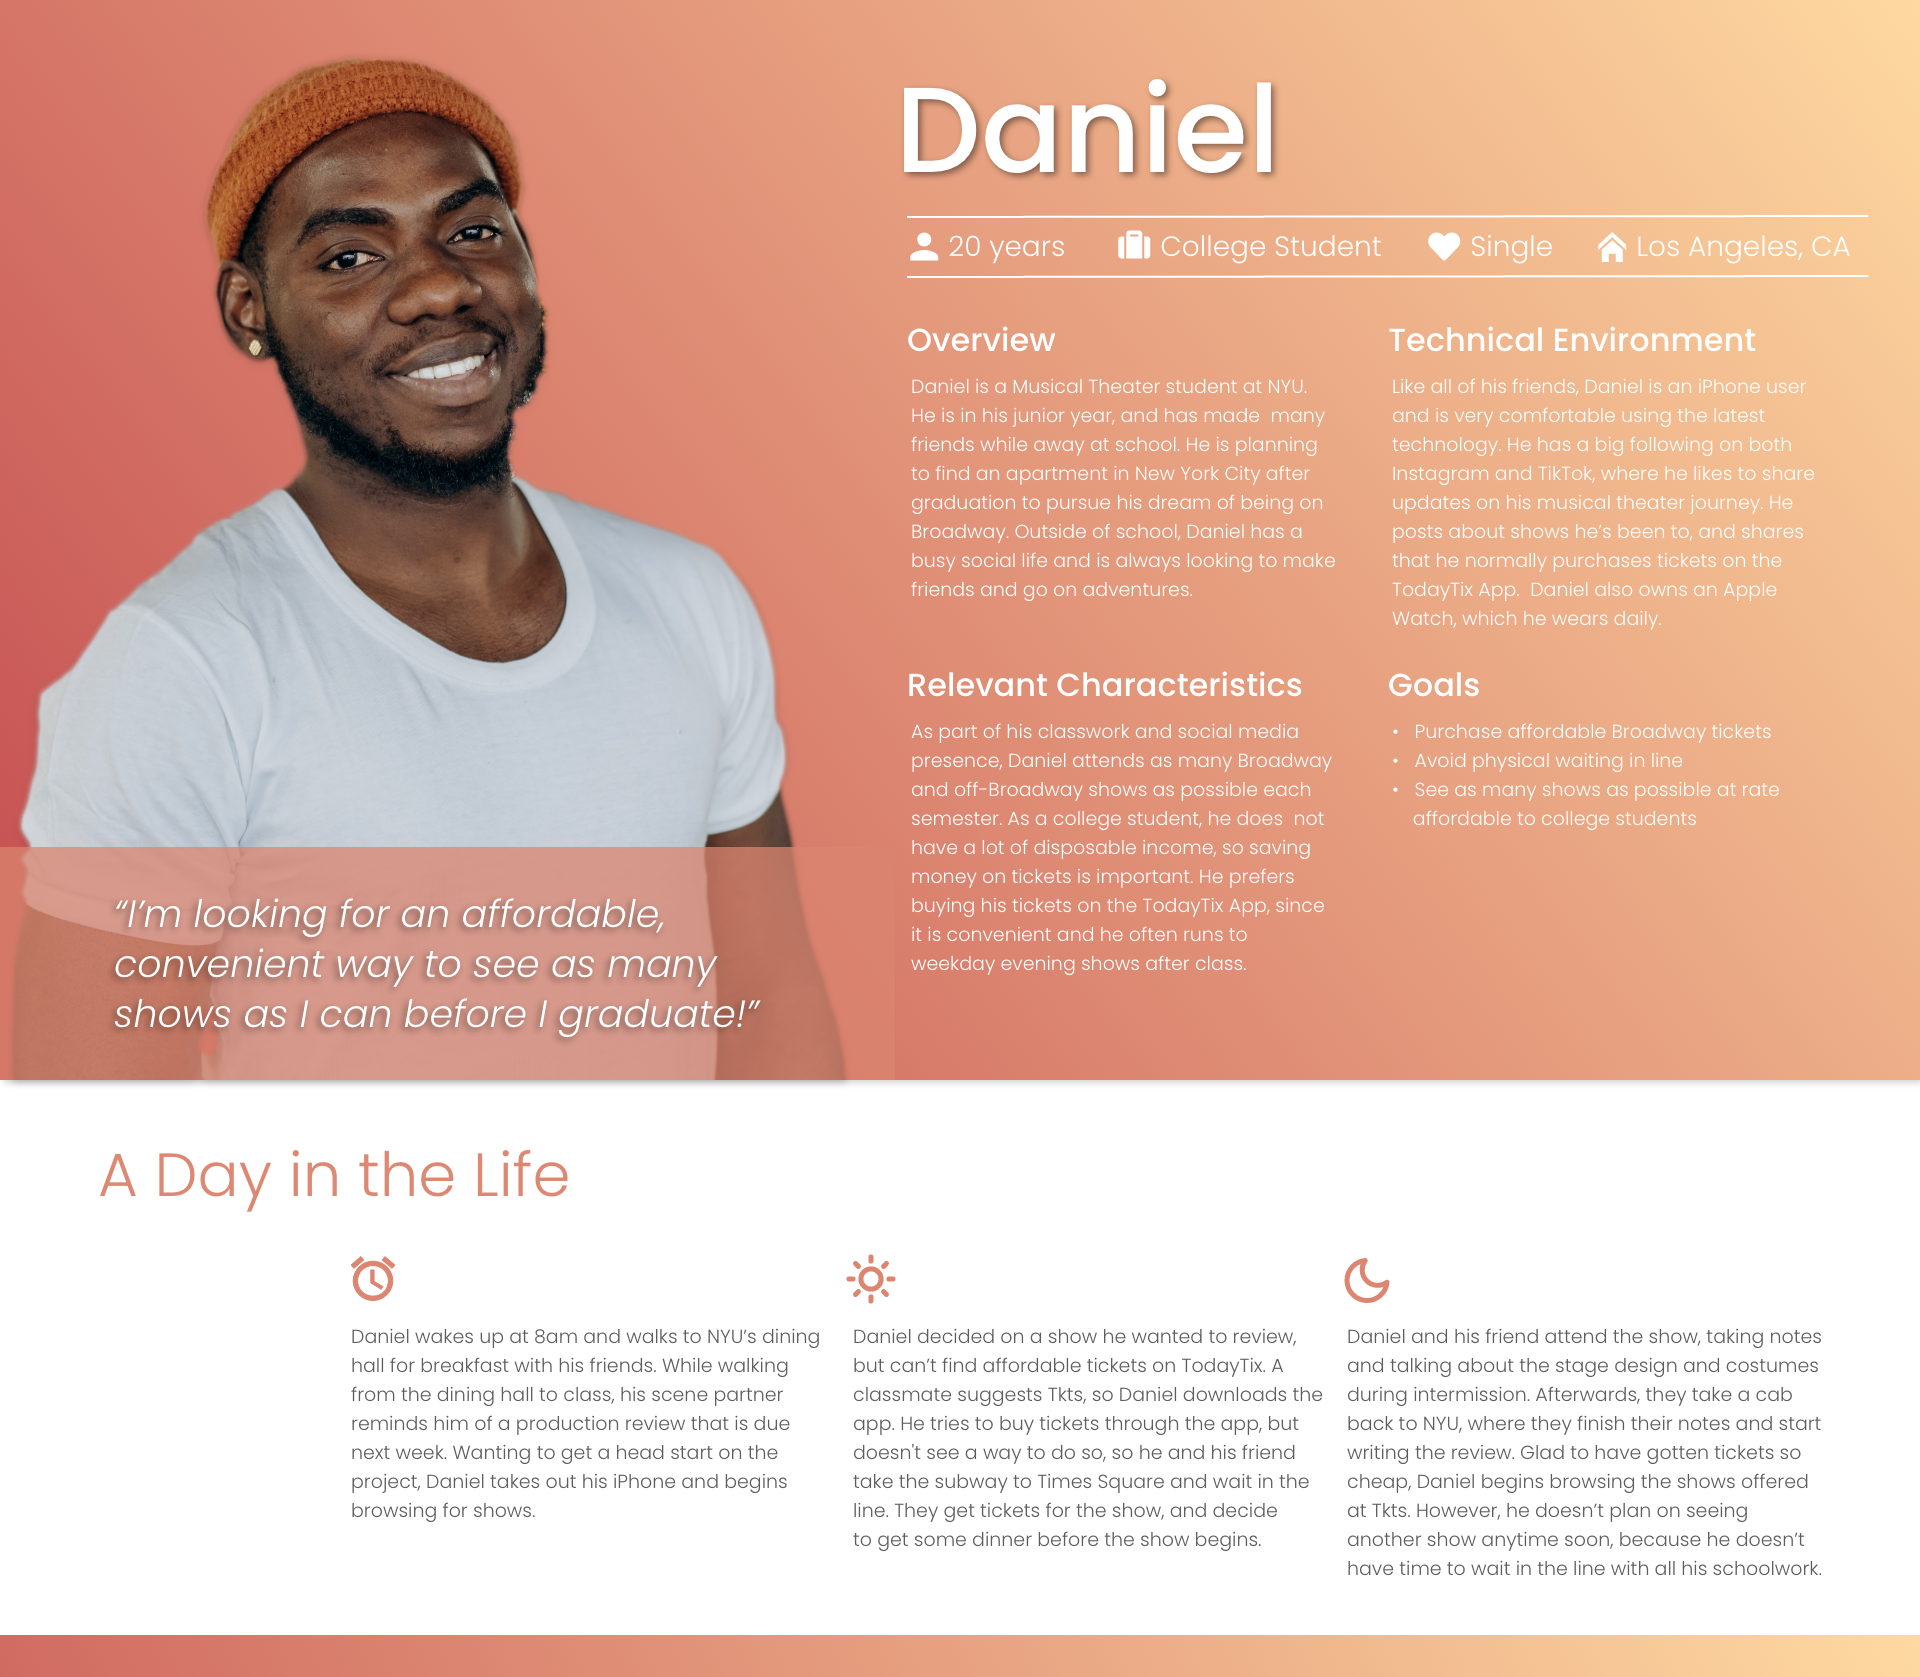 Daniel
20 years College Student Single Los Angeles, CA
Overview
Daniel is a Musical Theater student at NYU.
He is in his junior year, and has made  many
friends while away at school. He is planning
to find an apartment in New York City after
graduation to pursue his dream of being on
Broadway. Outside of school, Daniel has a
busy social life and is always looking to make
friends and go on adventures.
Technical Environment
Like all of his friends, Daniel is an iPhone user
and is very comfortable using the latest
technology. He has a big following on both
Instagram and TikTok, where he likes to share
updates on his musical theater journey. He
posts about shows he’s been to, and shares
that he normally purchases tickets on the
TodayTix App.  Daniel also owns an Apple
Watch, which he wears daily.
Relevant Characteristics
As part of his classwork and social media
presence, Daniel attends as many Broadway
and off-Broadway shows as possible each
semester. As a college student, he does  not
have a lot of disposable income, so saving
money on tickets is important. He prefers
buying his tickets on the TodayTix App, since
it is convenient and he often runs to
weekday evening shows after class.
Goals
• Purchase affordable Broadway tickets
• Avoid physical waiting in line
• See as many shows as possible at rate
affordable to college students
“I’m looking for an affordable,
convenient way to see as many
shows as I can before I graduate!”
A Day in the Life
Daniel wakes up at 8am and walks to NYU’s dining
hall for breakfast with his friends. While walking
from the dining hall to class, his scene partner
reminds him of a production review that is due
next week. Wanting to get a head start on the
project, Daniel takes out his iPhone and begins
browsing for shows.
Daniel decided on a show he wanted to review,
but can’t find affordable tickets on TodayTix. A
classmate suggests Tkts, so Daniel downloads the
app. He tries to buy tickets through the app, but
doesn't see a way to do so, so he and his friend
take the subway to Times Square and wait in the
line. They get tickets for the show, and decide
to get some dinner before the show begins.
Daniel and his friend attend the show, taking notes
and talking about the stage design and costumes
during intermission. Afterwards, they take a cab
back to NYU, where they finish their notes and start
writing the review. Glad to have gotten tickets so
cheap, Daniel begins browsing the shows offered
at Tkts. However, he doesn’t plan on seeing
another show anytime soon, because he doesn’t
have time to wait in the line with all his schoolwork.